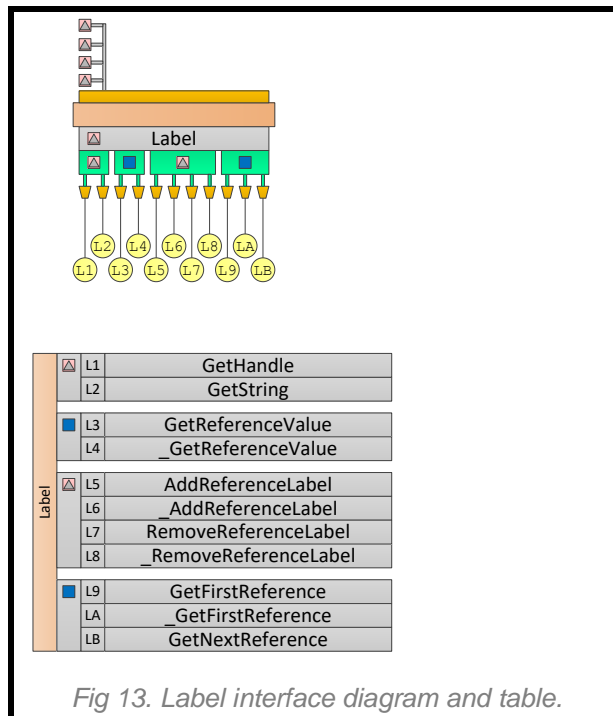 Label
L2 L4 L6 L8 LA
L1 L3 L5 L7 L9 LB
Label
L1 GetHandle
L2 GetString
L3 GetReferenceValue
L4 _GetReferenceValue
L5 AddReferenceLabel
L6 _AddReferenceLabel
L7 RemoveReferenceLabel
L8 _RemoveReferenceLabel
L9 GetFirstReference
LA _GetFirstReference
LB GetNextReference
Fig 13. Label interface diagram and table.